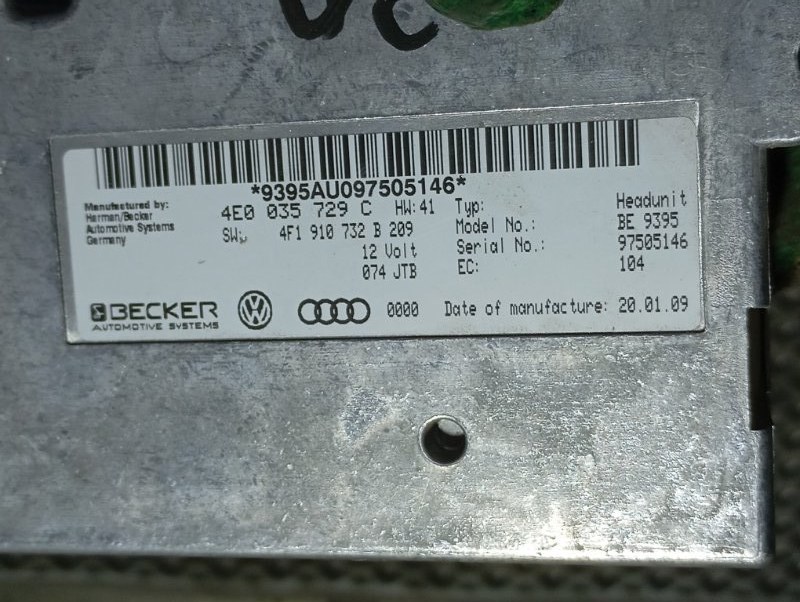 *9395AU097505146*
Manufactured by:
Harman/Becker
Automotive Systems
Germany
4E0 035 729 C HW: 41
SW: 4F1 910 732 B 209
12 Volt
074 JTB
Typ: Headunit
Model No.: BE 9395
Serial No.: 97505146
EC: 104
BECKER
AUTOMOTIVE SYSTEMS
0000 Date of manufacture: 20.01.09